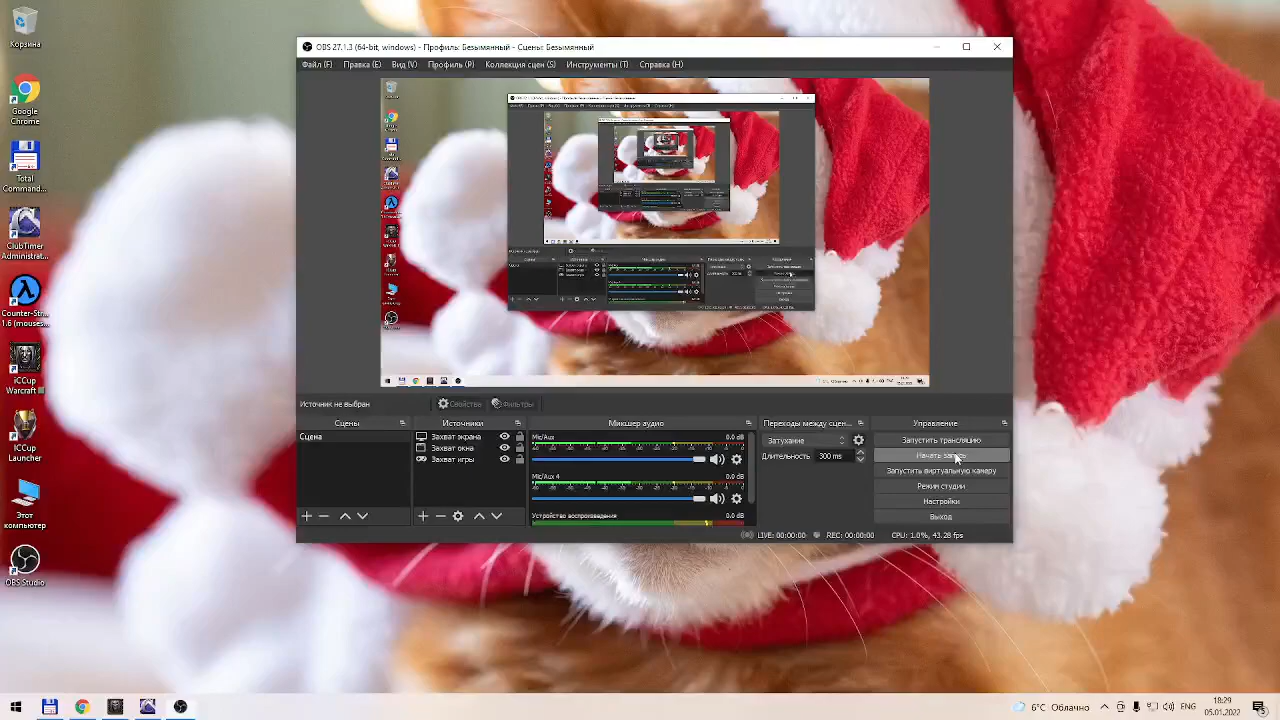 Корзина
Google
Chrome
Total
ClubTimer
1.6 (mouse...
iCCup
Warcraft III
iCCup
Launcher
Этот
компьютер
OBS Studio
OBS 27.1.3 (64-bit, windows) - Профиль: Безымянный - Сцены: Безымянный
Файл (F) Правка (E) Вид (V) Профиль (P) Коллекция сцен (S) Инструменты (T) Справка (H)
Источник не выбран Свойства Фильтры
Сцены Источники Микшер аудио Переходы между сцен... Управление
Сцена
Захват экрана
Захват окна
Захват игры
Mic/Aux 0.0 dB
Mic/Aux 4 0.0 dB
Устройство воспроизведения 0.0 dB
Затухание
Длительность 300 ms
Запустить трансляцию
Начать запись
Запустить виртуальную камеру
Режим студии
Настройки
Выход
LIVE: 00:00:00 REC: 00:00:00 CPU: 1.0%, 43.28 fps
6°C Облачно
ENG
18:29
05.01.2022